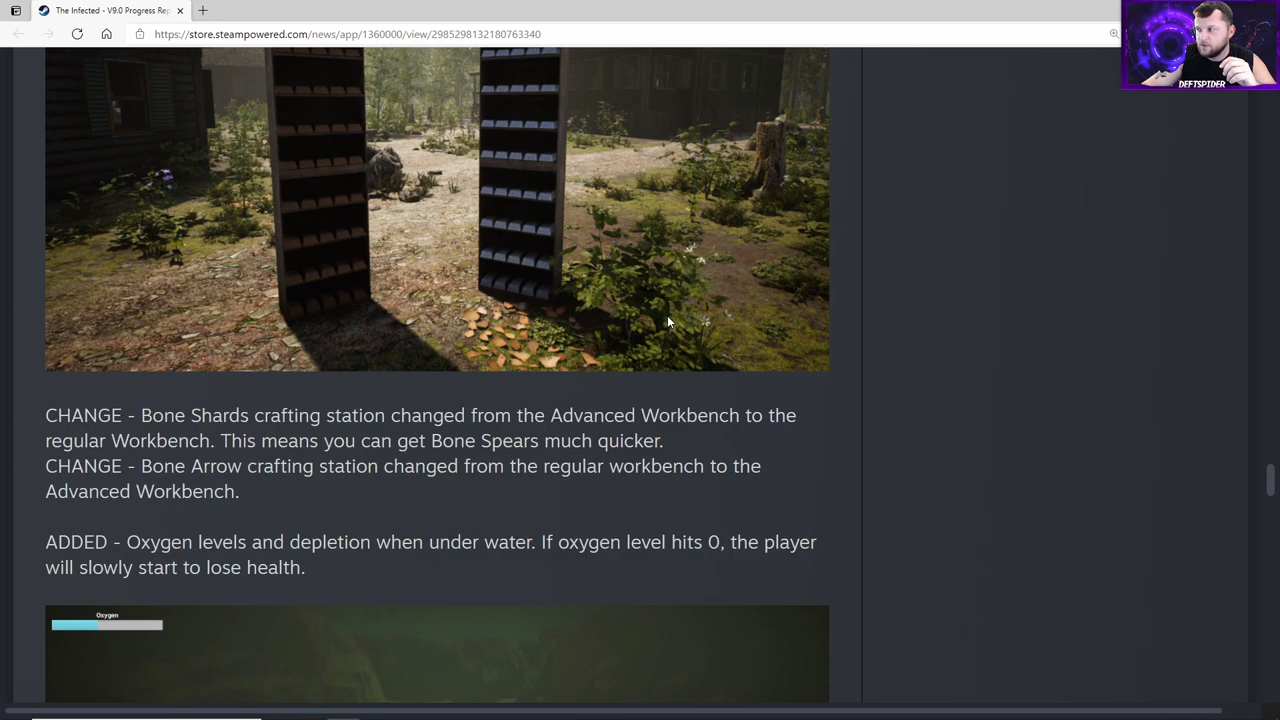 The Infected - V9.0 Progress Rep
https://store.steampowered.com/news/app/1360000/view/2985298132180763340
DEFTSPIDER
CHANGE - Bone Shards crafting station changed from the Advanced Workbench to the
regular Workbench. This means you can get Bone Spears much quicker.
CHANGE - Bone Arrow crafting station changed from the regular workbench to the
Advanced Workbench.
ADDED - Oxygen levels and depletion when under water. If oxygen level hits 0, the player
will slowly start to lose health.
Oxygen